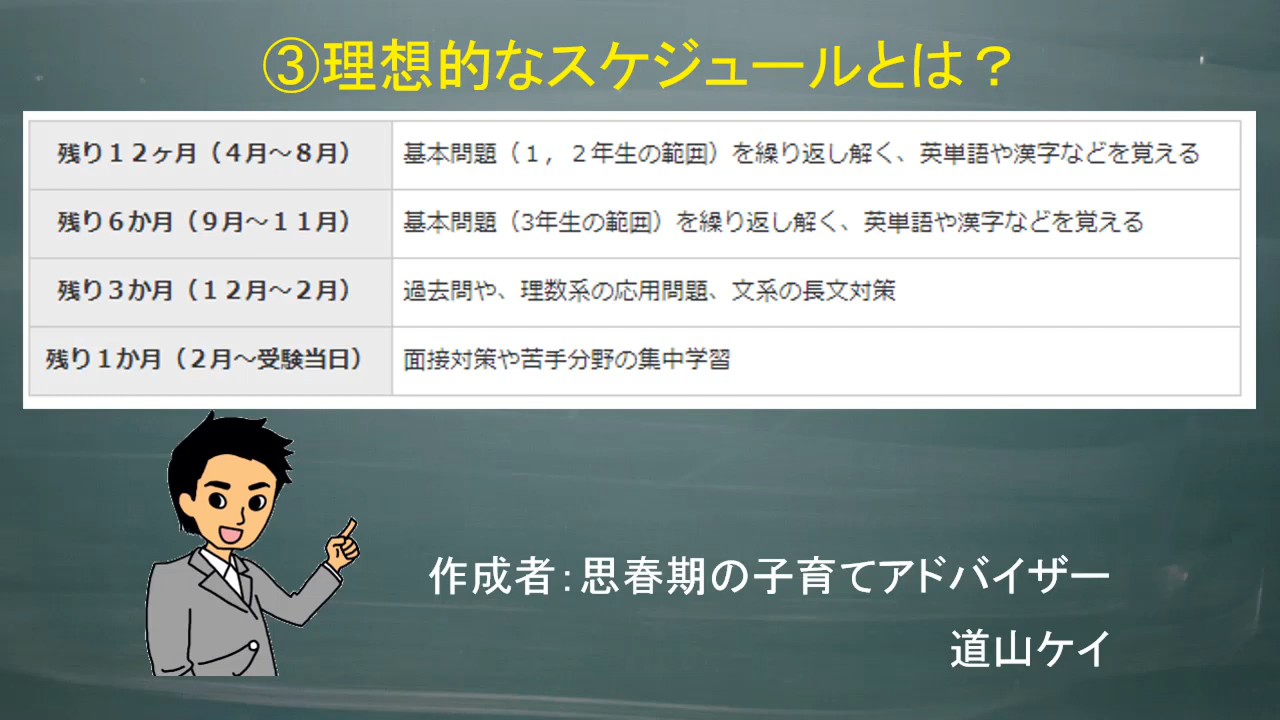 ③理想的なスケジュールとは？
残り１２ヶ月（４月～８月） 基本問題（１，２年生の範囲）を繰り返し解く、英単語や漢字などを覚える
残り６か月（９月～１１月） 基本問題（3年生の範囲）を繰り返し解く、英単語や漢字などを覚える
残り３か月（１２月～２月） 過去問や、理数系の応用問題、文系の長文対策
残り１か月（２月～受験当日） 面接対策や苦手分野の集中学習
作成者：思春期の子育てアドバイザー
道山ケイ